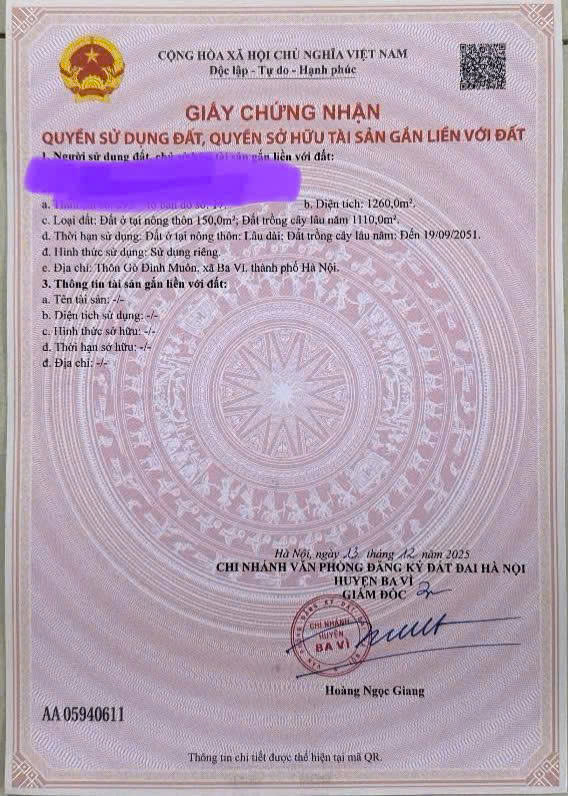 CỘNG HÒA XÃ HỘI CHỦ NGHĨA VIỆT NAM
Độc lập - Tự do - Hạnh phúc
GIẤY CHỨNG NHẬN
QUYỀN SỬ DỤNG ĐẤT, QUYỀN SỞ HỮU TÀI SẢN GẮN LIỀN VỚI ĐẤT
1. Người sử dụng đất, chủ sở hữu tài sản gắn liền với đất:
a. b. Diện tích: 1260,0m².
c. Loại đất: Đất ở tại nông thôn 150,0m²; Đất trồng cây lâu năm 1110,0m².
d. Thời hạn sử dụng: Đất ở tại nông thôn: Lâu dài; Đất trồng cây lâu năm: Đến 19/09/2051.
đ. Hình thức sử dụng: Sử dụng riêng.
e. Địa chỉ: Thôn Gò Đình Muôn, xã Ba Vì, thành phố Hà Nội.
3. Thông tin tài sản gắn liền với đất:
a. Tên tài sản: -/-
b. Diện tích sử dụng: -/-
c. Hình thức sở hữu: -/-
d. Thời hạn sở hữu: -/-
đ. Địa chỉ: -/-
Hà Nội, ngày 13 tháng 12 năm 2025
CHI NHÁNH VĂN PHÒNG ĐĂNG KÝ ĐẤT ĐAI HÀ NỘI
HUYỆN BA VÌ
GIÁM ĐỐC
CHI NHÁNH
HUYỆN
BA VÌ
Hoàng Ngọc Giang
AA 05940611
Thông tin chi tiết được thể hiện tại mã QR.